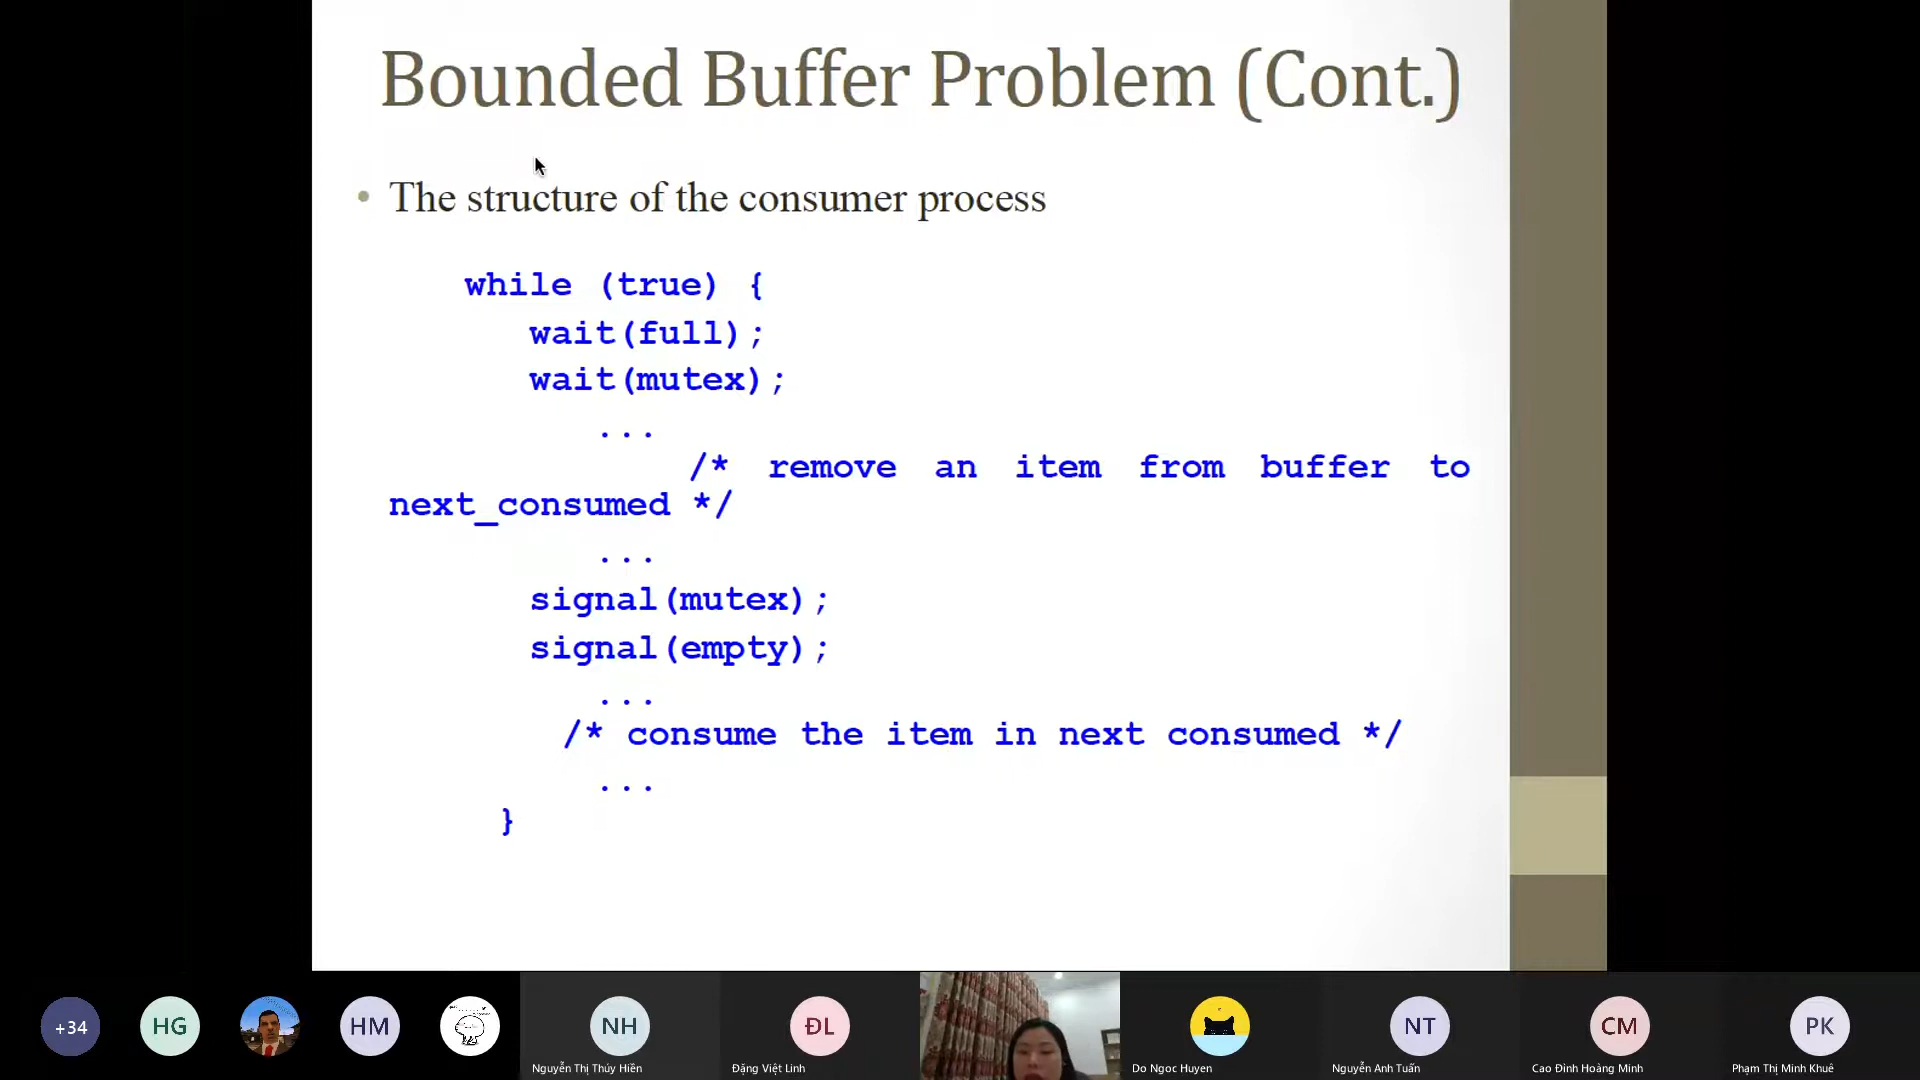 Bounded Buffer Problem (Cont.)
• The structure of the consumer process
while (true) {
wait(full);
wait(mutex);
...
/* remove an item from buffer to
next_consumed */
...
signal(mutex);
signal(empty);
...
/* consume the item in next consumed */
...
}
+34
HG
HM
NH
ĐL
NT
CM
PK
Nguyễn Thị Thúy Hiền
Đặng Việt Linh
Do Ngoc Huyen
Nguyễn Anh Tuấn
Cao Đình Hoàng Minh
Phạm Thị Minh Khuê